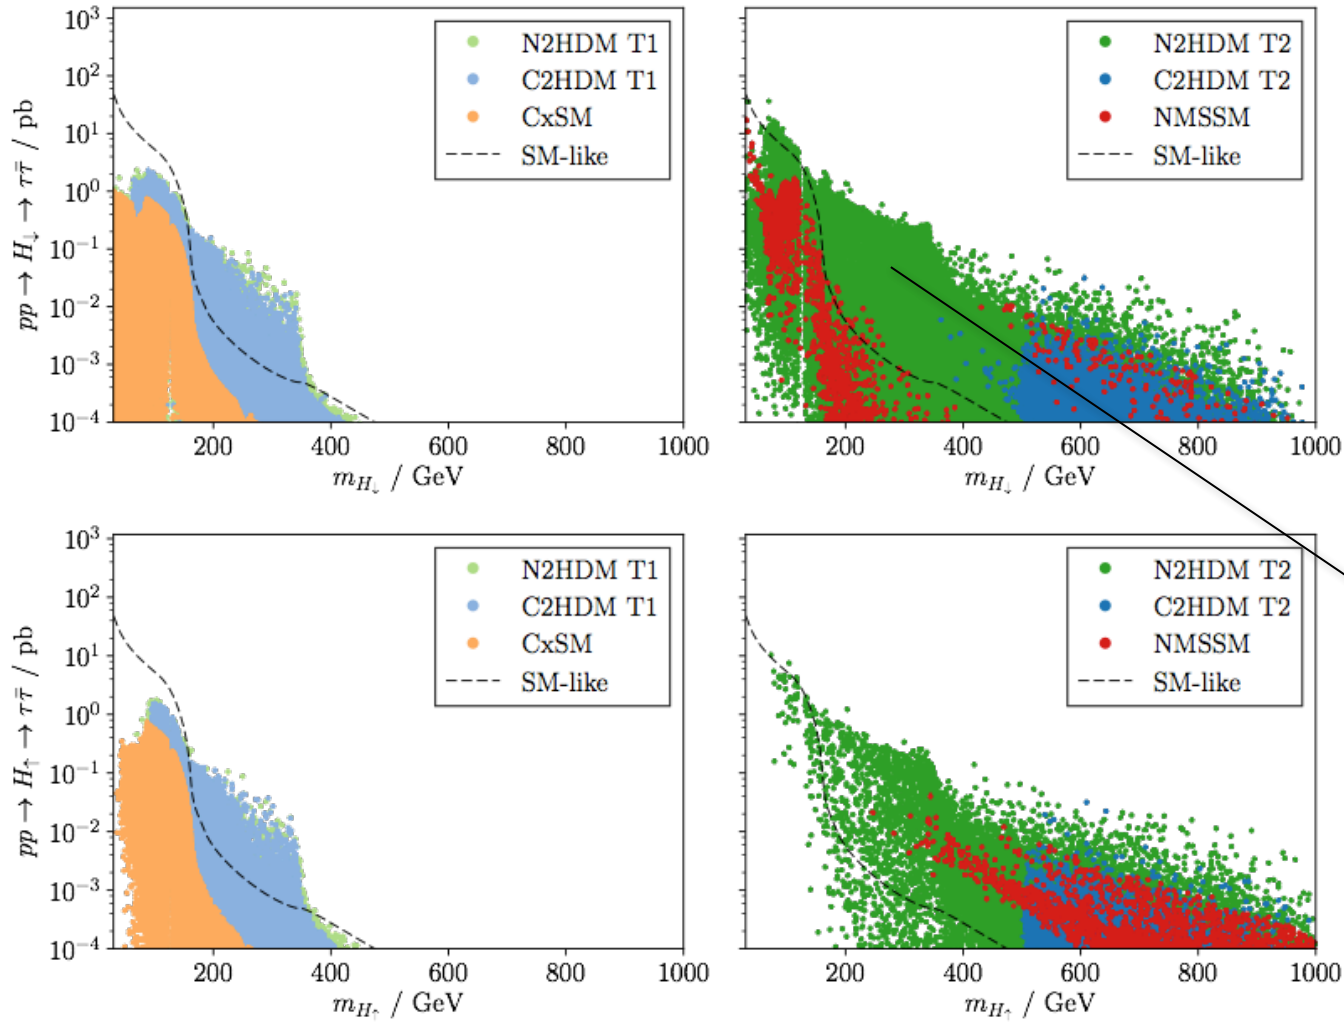 10³
10²
10¹
10⁰
10⁻¹
10⁻²
10⁻³
10⁻⁴
pp → H↓ → ττ̄ / pb
N2HDM T1
C2HDM T1
CxSM
SM-like
200 400 600 800 1000
m_H↓ / GeV
N2HDM T2
C2HDM T2
NMSSM
SM-like
200 400 600 800 1000
m_H↓ / GeV
10³
10²
10¹
10⁰
10⁻¹
10⁻²
10⁻³
10⁻⁴
pp → H↑ → ττ̄ / pb
N2HDM T1
C2HDM T1
CxSM
SM-like
200 400 600 800 1000
m_H↑ / GeV
N2HDM T2
C2HDM T2
NMSSM
SM-like
200 400 600 800 1000
m_H↑ / GeV